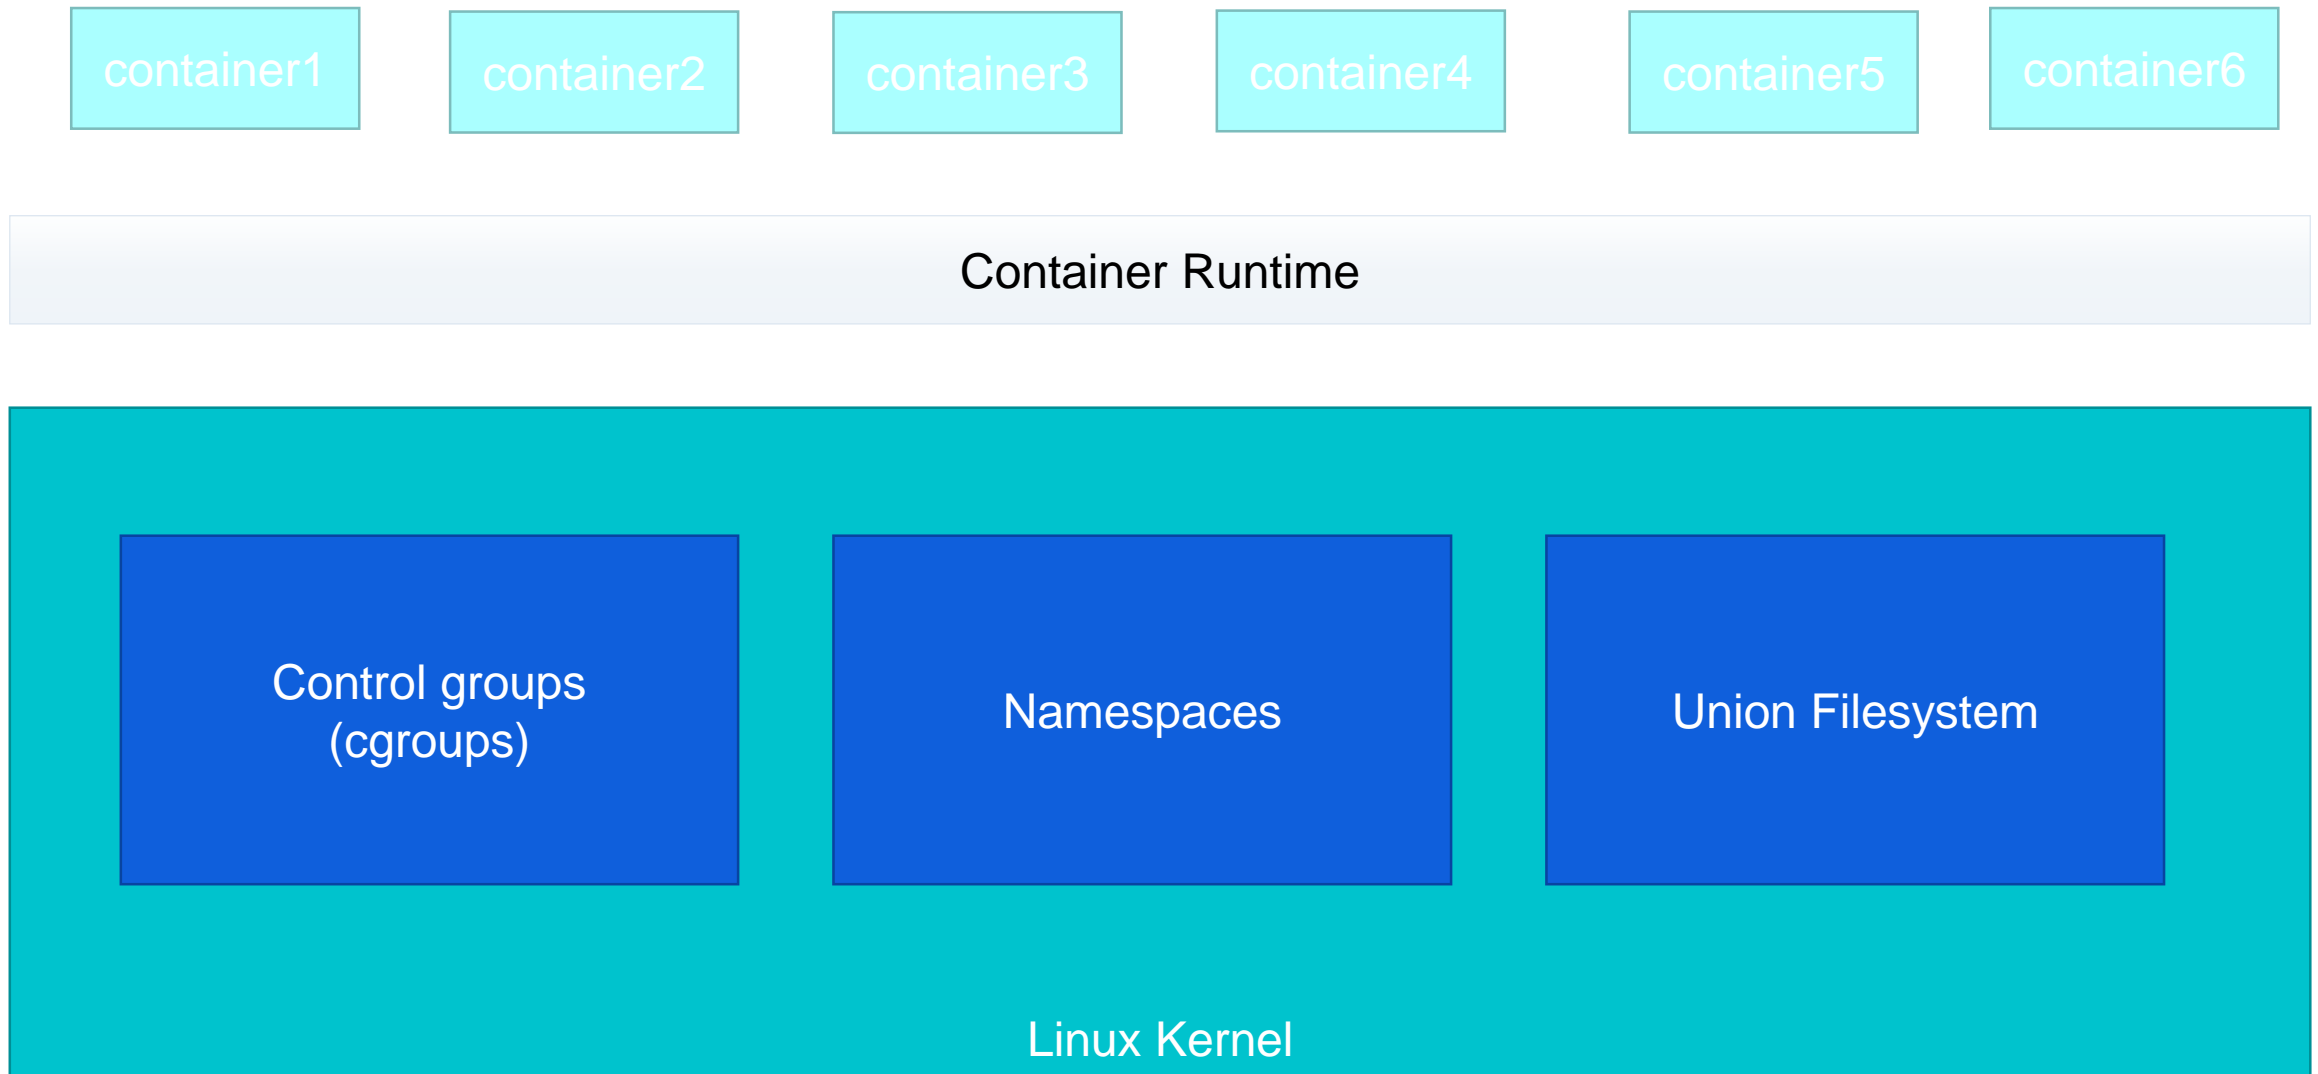 container1
container2
container3
container4
container5
container6
Container Runtime
Control groups
(cgroups)
Namespaces
Union Filesystem
Linux Kernel